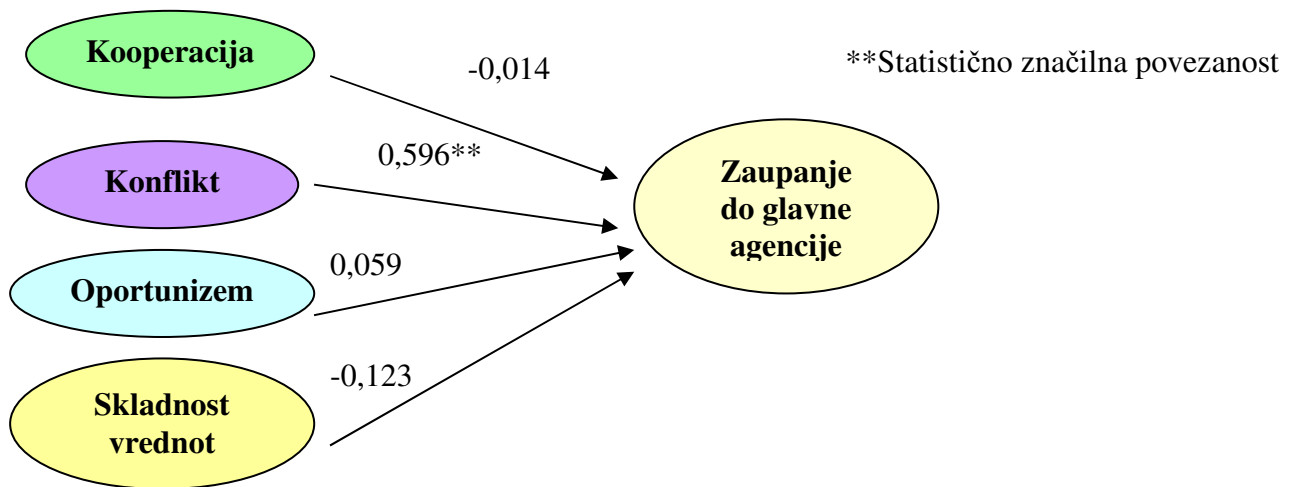 Kooperacija
-0,014
**Statistično značilna povezanost
Konflikt
0,596**
Zaupanje
do glavne
agencije
Oportunizem
0,059
Skladnost
vrednot
-0,123